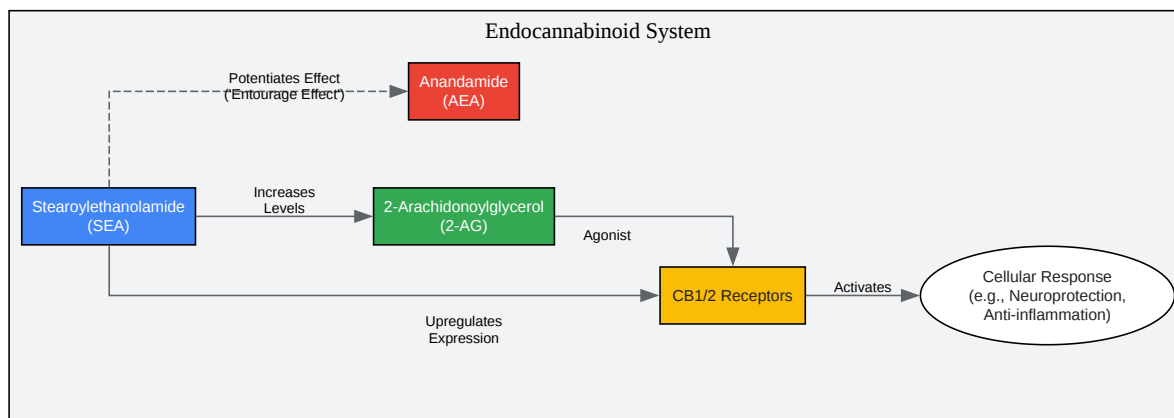 Endocannabinoid System
Potentiates Effect
('Entourage Effect')
Anandamide
(AEA)
Stearoylethanolamide
(SEA)
Increases
Levels
2-Arachidonoylglycerol
(2-AG)
Agonist
CB1/2 Receptors
Activates
Cellular Response
(e.g., Neuroprotection,
Anti-inflammation)
Upregulates
Expression